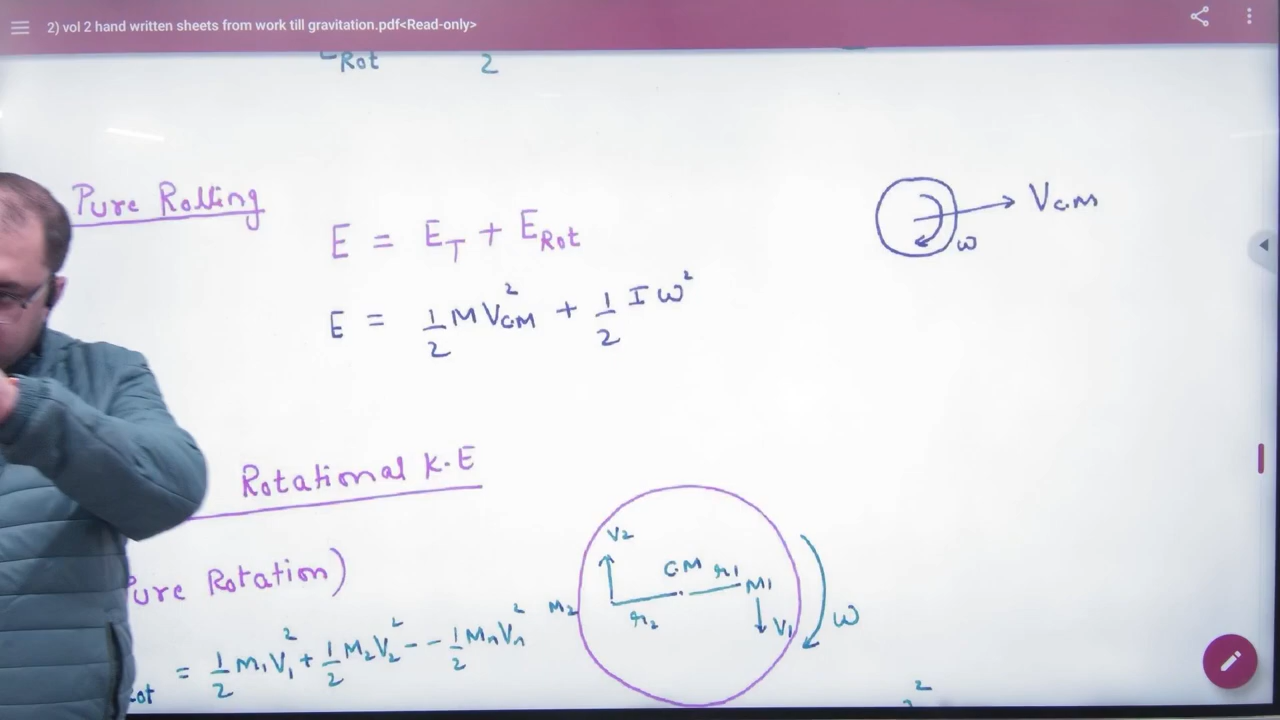 2) vol 2 hand written sheets from work till gravitation.pdf<Read-only>
Rot 2
Pure Rolling
E = E_T + E_Rot
V_CM
ω
E = 1/2 M V_CM^2 + 1/2 I ω^2
Rotational K.E
ure Rotation)
V2
CM r1 M1
M2 r2 V1 ω
ot = 1/2 M1V1^2 + 1/2 M2V2^2 -- 1/2 MnVn^2
2